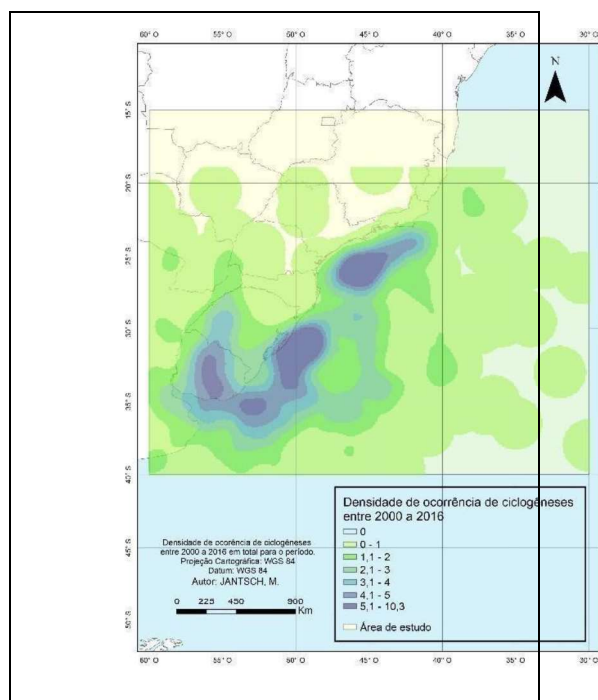 60° O 55° O 50° O 45° O 40° O 35° O 30° O
N
15° S
20° S
25° S
30° S
35° S
40° S
45° S
50° S
Densidade de ocorência de ciclogêneses
entre 2000 a 2016 em total para o período.
Projeção Cartográfica: WGS 84
Datum: WGS 84
Autor: JANTSCH, M.
0 225 450 900
Km
Densidade de ocorrência de ciclogêneses
entre 2000 a 2016
0
0 - 1
1,1 - 2
2,1 - 3
3,1 - 4
4,1 - 5
5,1 - 10,3
Área de estudo
60° O 55° O 50° O 45° O 40° O 35° O 30° O